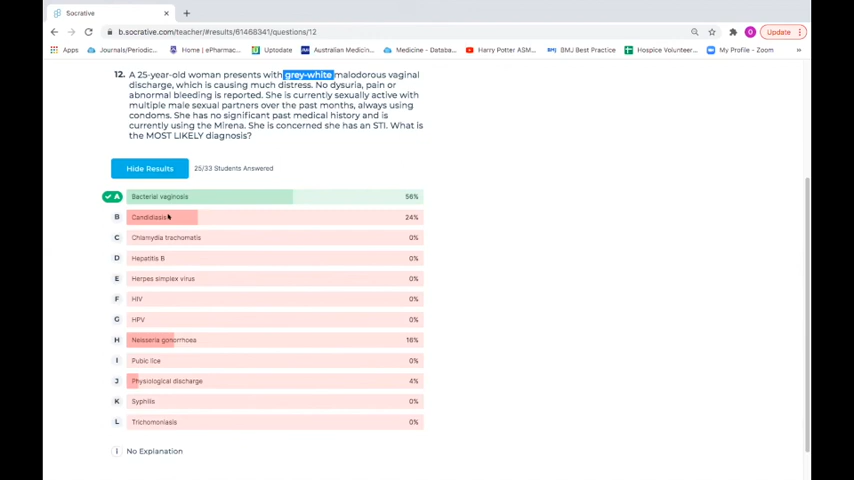 Socrative
b.socrative.com/teacher/#results/61468341/questions/12
Update
Apps
Journals/Periodic...
Home | ePharmac...
Uptodate
Australian Medicin...
Medicine - Databa...
Harry Potter ASM...
BMJ Best Practice
Hospice Volunteer...
My Profile - Zoom
»
12. A 25-year-old woman presents with grey-white malodorous vaginal
discharge, which is causing much distress. No dysuria, pain or
abnormal bleeding is reported. She is currently sexually active with
multiple male sexual partners over the past months, always using
condoms. She has no significant past medical history and is
currently using the Mirena. She is concerned she has an STI. What is
the MOST LIKELY diagnosis?
Hide Results 25/33 Students Answered
A Bacterial vaginosis 56%
B Candidiasis 24%
C Chlamydia trachomatis 0%
D Hepatitis B 0%
E Herpes simplex virus 0%
F HIV 0%
G HPV 0%
H Neisseria gonorrhoea 16%
I Pubic lice 0%
J Physiological discharge 4%
K Syphilis 0%
L Trichomoniasis 0%
i No Explanation